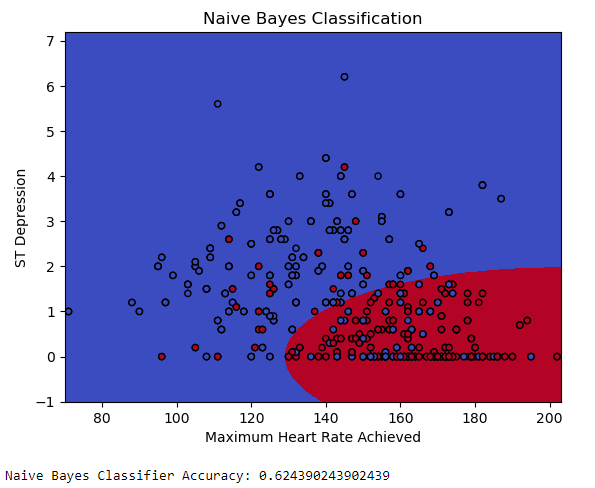 Naive Bayes Classification
7
6
5
4
3
2
1
0
−1
ST Depression
80 100 120 140 160 180 200
Maximum Heart Rate Achieved
Naive Bayes Classifier Accuracy: 0.624390243902439